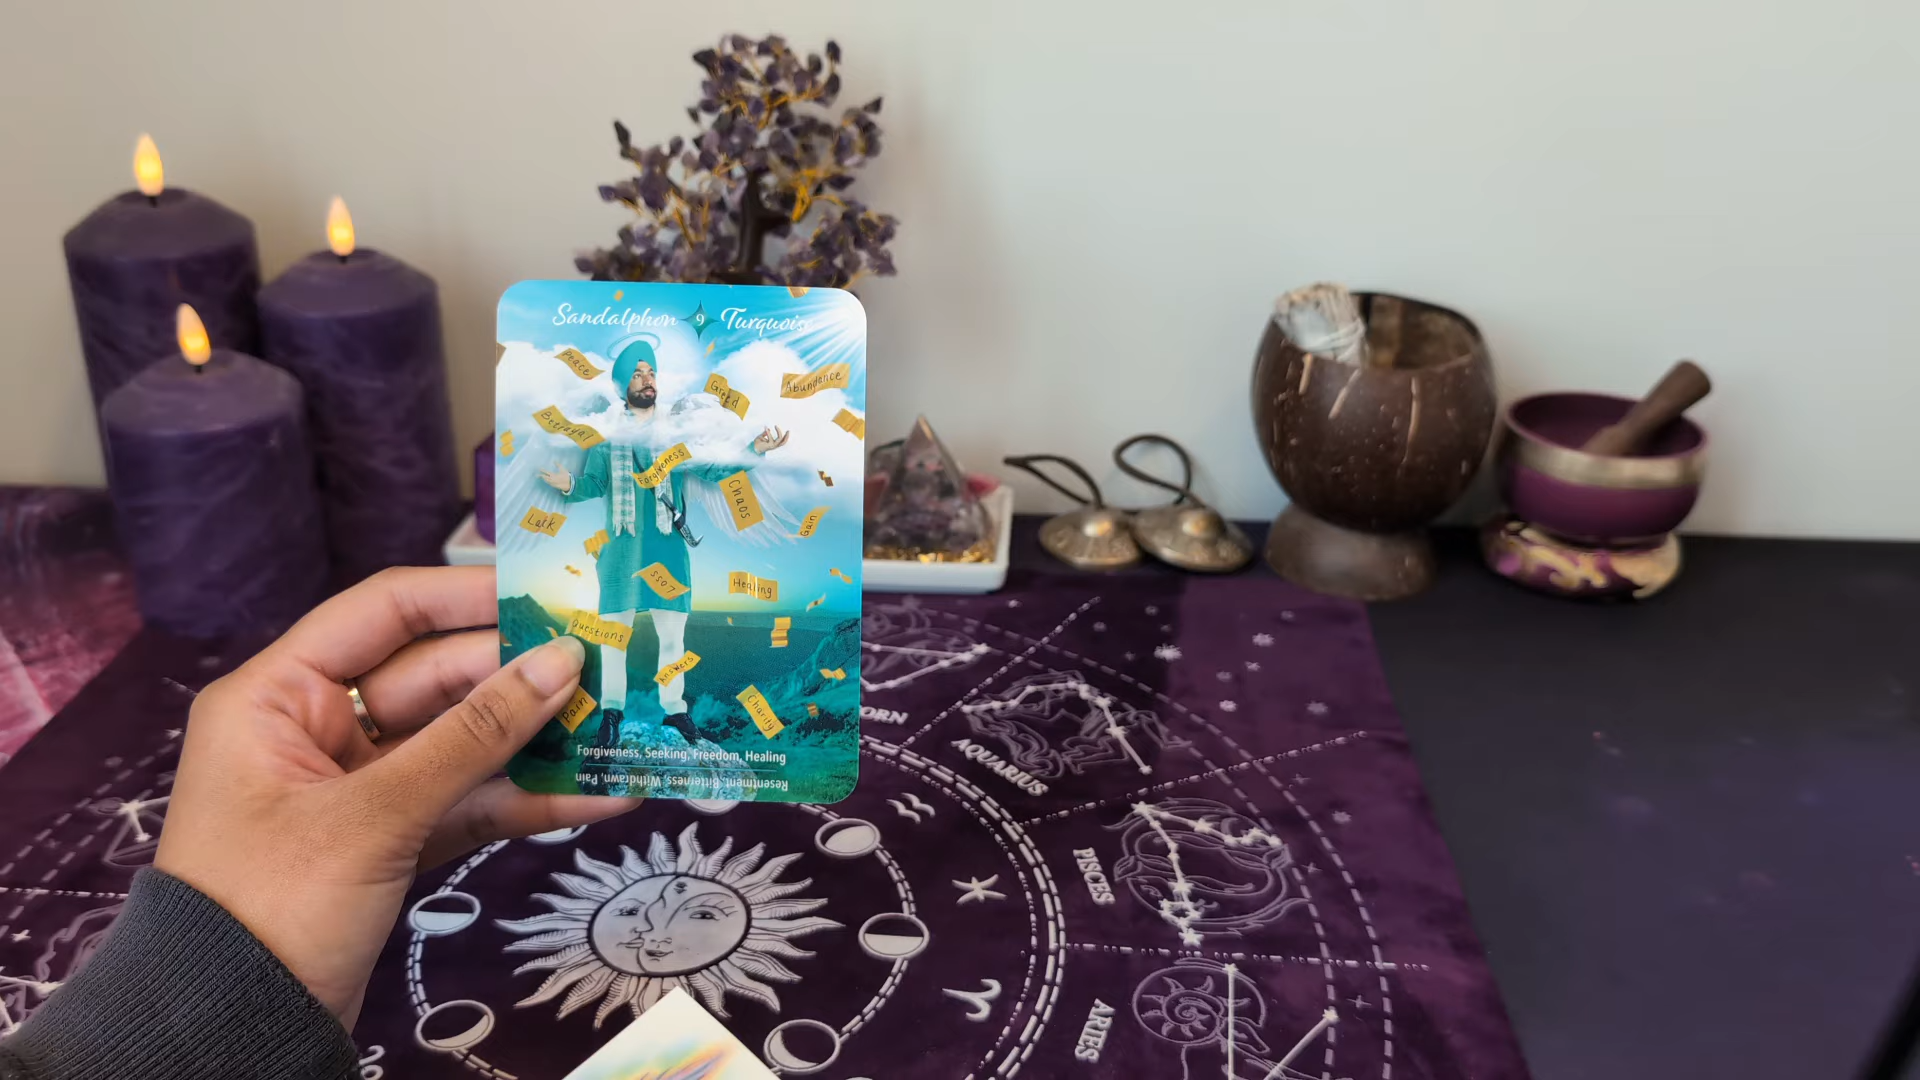 Sandalphon 9 Turquoise
Peace
Greed
Abundance
Betrayal
Forgiveness
Chaos
Lack
Gain
Loss
Healing
Questions
Answers
Pain
Charity
Forgiveness, Seeking, Freedom, Healing
Resentment, Bitterness, Withdrawn, Pain
ORN
AQUARIUS
PISCES
ARIES